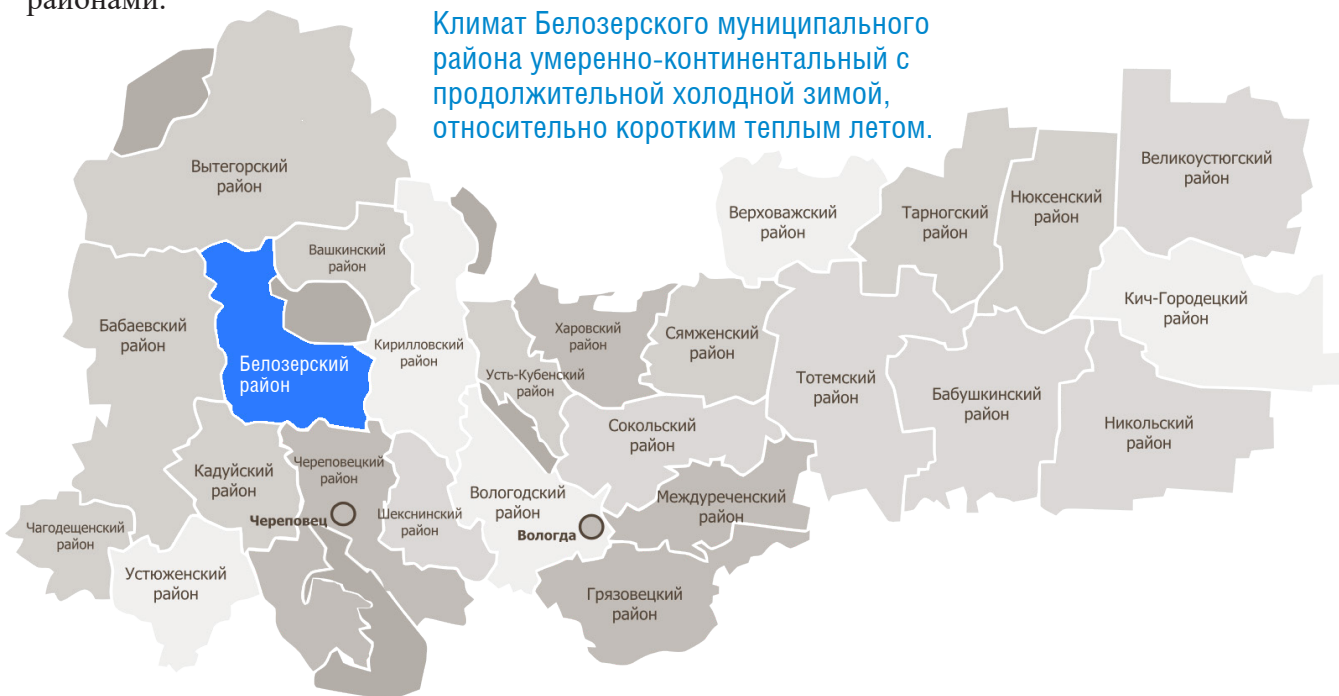 районами.
Климат Белозерского муниципального
района умеренно-континентальный с
продолжительной холодной зимой,
относительно коротким теплым летом.
Вытегорский
район
Великоустюгский
район
Верховажский
район
Тарногский
район
Нюксенский
район
Вашкинский
район
Бабаевский
район
Белозерский
район
Кирилловский
район
Харовский
район
Сямженский
район
Кич-Городецкий
район
Усть-Кубенский
район
Тотемский
район
Бабушкинский
район
Сокольский
район
Никольский
район
Кадуйский
район
Череповецкий
район
Вологодский
район
Междуреченский
район
Череповец
Шекснинский
район
Вологда
Чагодещенский
район
Устюженский
район
Грязовецкий
район